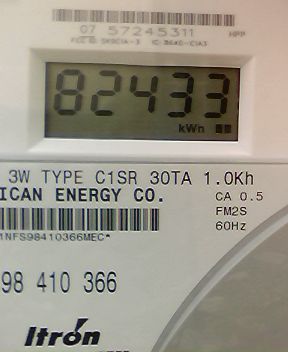 07 57245311
82433
kWh
3W TYPE C1SR 30TA 1.0Kh
ICAN ENERGY CO.
CA 0.5
FM2S
60Hz
1NFS98410366MEC*
98 410 366
Itron